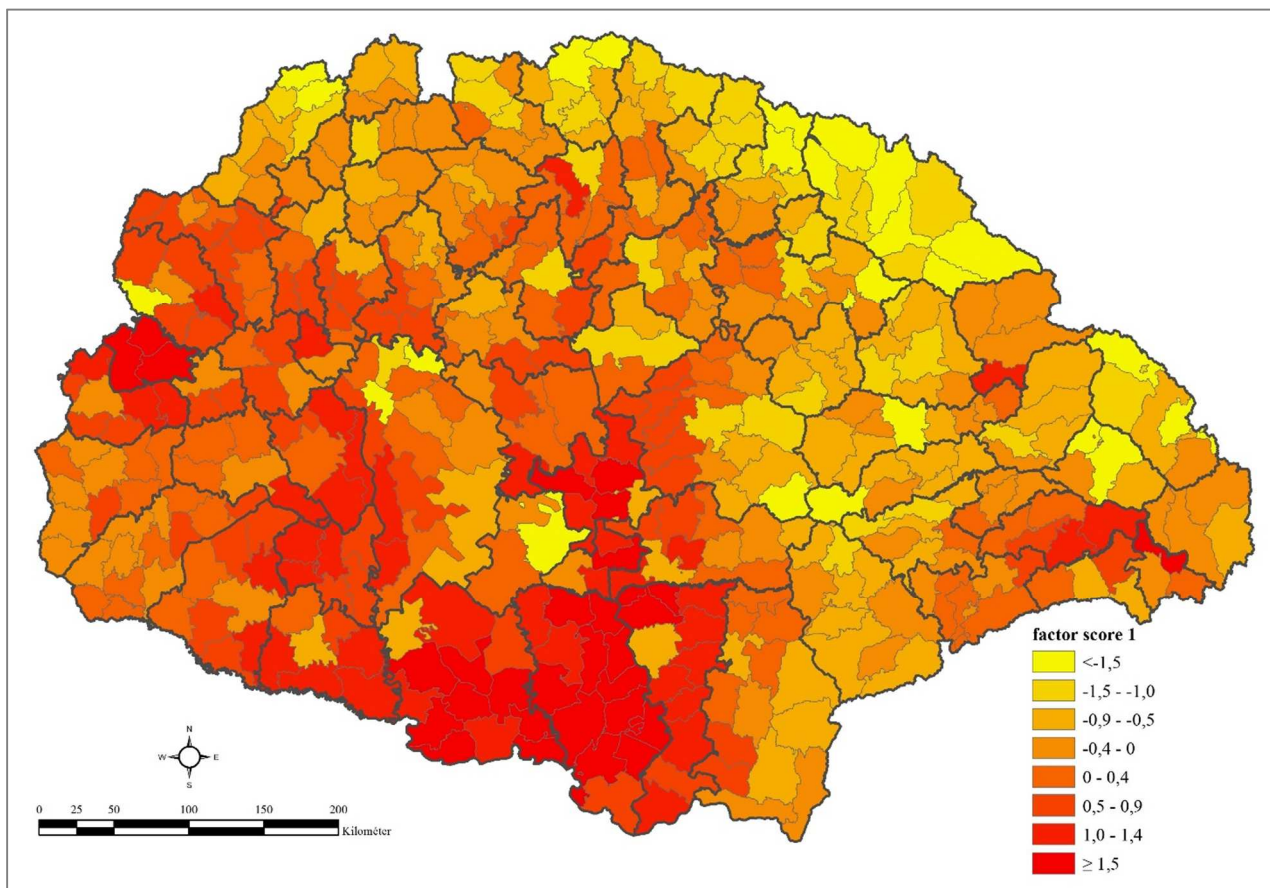 factor score 1
<-1,5
-1,5 - -1,0
-0,9 - -0,5
-0,4 - 0
0 - 0,4
0,5 - 0,9
1,0 - 1,4
≥ 1,5
N
W E
S
0 25 50 100 150 200
Kilométer